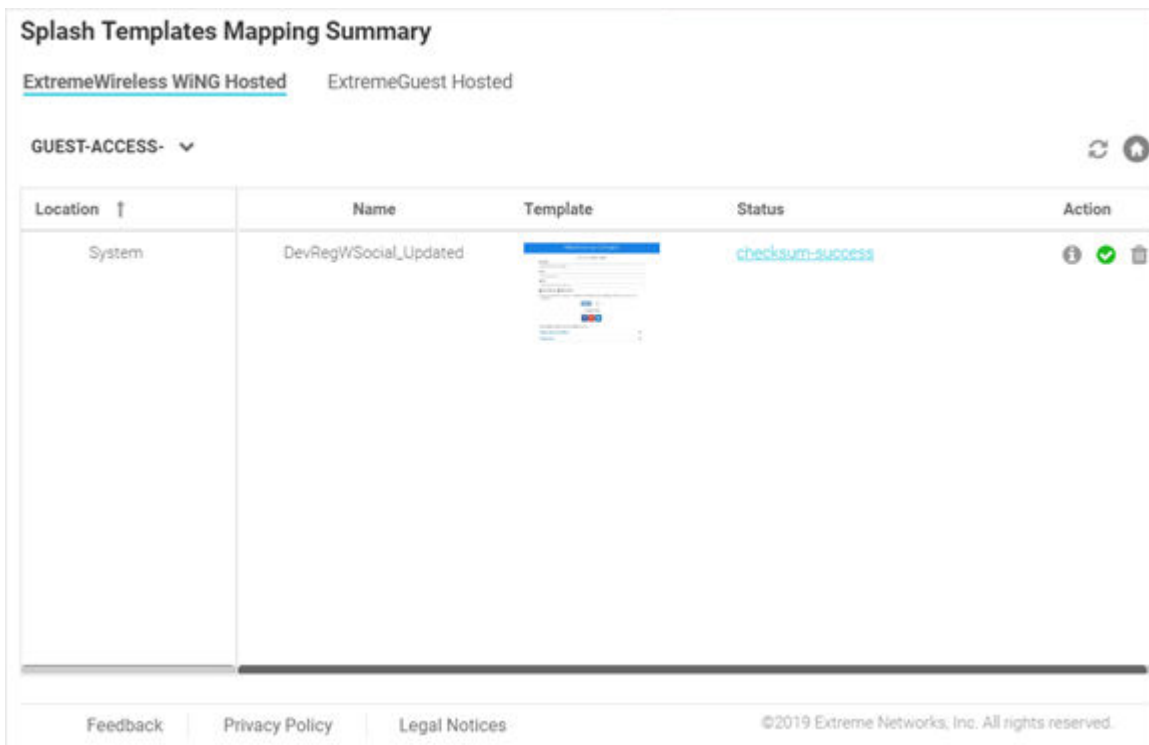 Splash Templates Mapping Summary
ExtremeWireless WiNG Hosted ExtremeGuest Hosted
GUEST-ACCESS-
Location ↑ Name Template Status Action
System DevRegWSocial_Updated checksum-success
Feedback Privacy Policy Legal Notices ©2019 Extreme Networks, Inc. All rights reserved.